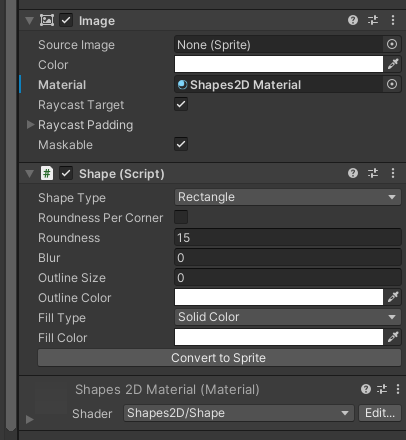 Image
Source Image None (Sprite)
Color
Material Shapes2D Material
Raycast Target
Raycast Padding
Maskable
# Shape (Script)
Shape Type Rectangle
Roundness Per Corner
Roundness 15
Blur 0
Outline Size 0
Outline Color
Fill Type Solid Color
Fill Color
Convert to Sprite
Shapes 2D Material (Material)
Shader Shapes2D/Shape Edit...